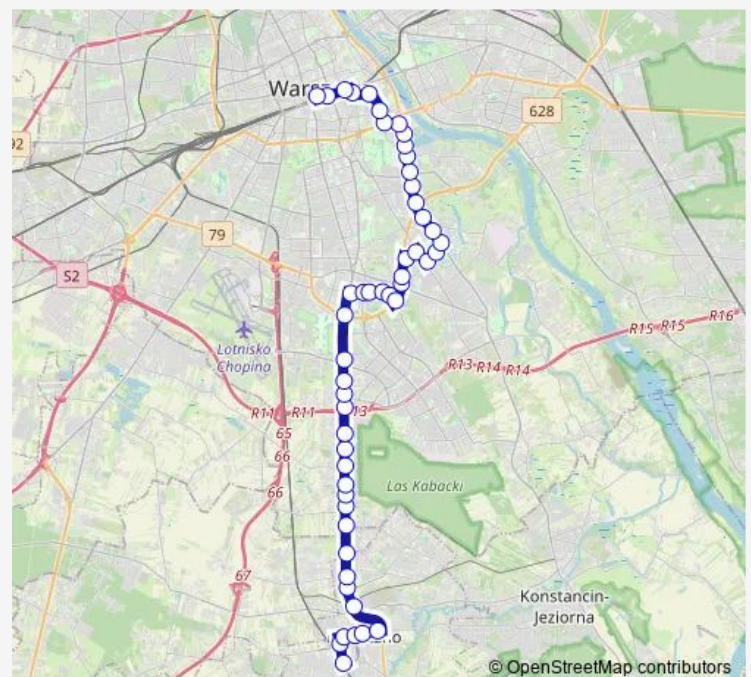 Wars
628
92
79
S2
Lotnisko
Chopina
R16
R15 R15
R13 R14 R14
R11 R11 13
65
66
66
Las Kabacki
67
Konstancin-
Jeziorna
no
© OpenStreetMap contributors